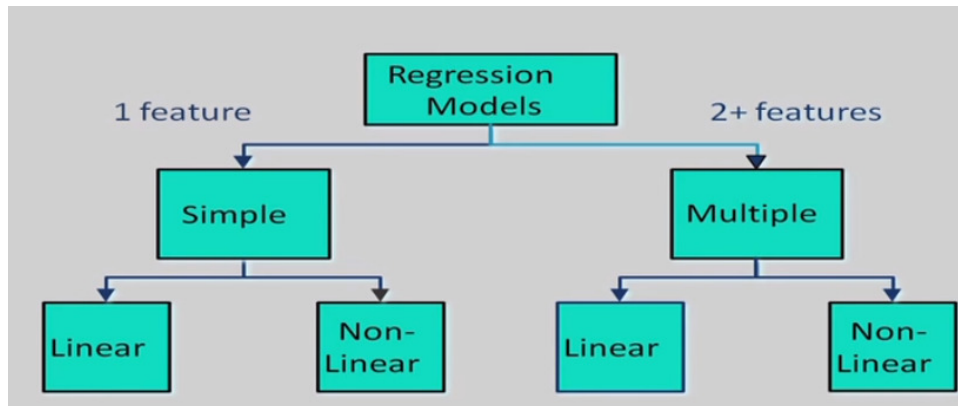 Regression
Models
1 feature
2+ features
Simple
Multiple
Linear
Non-
Linear
Linear
Non-
Linear